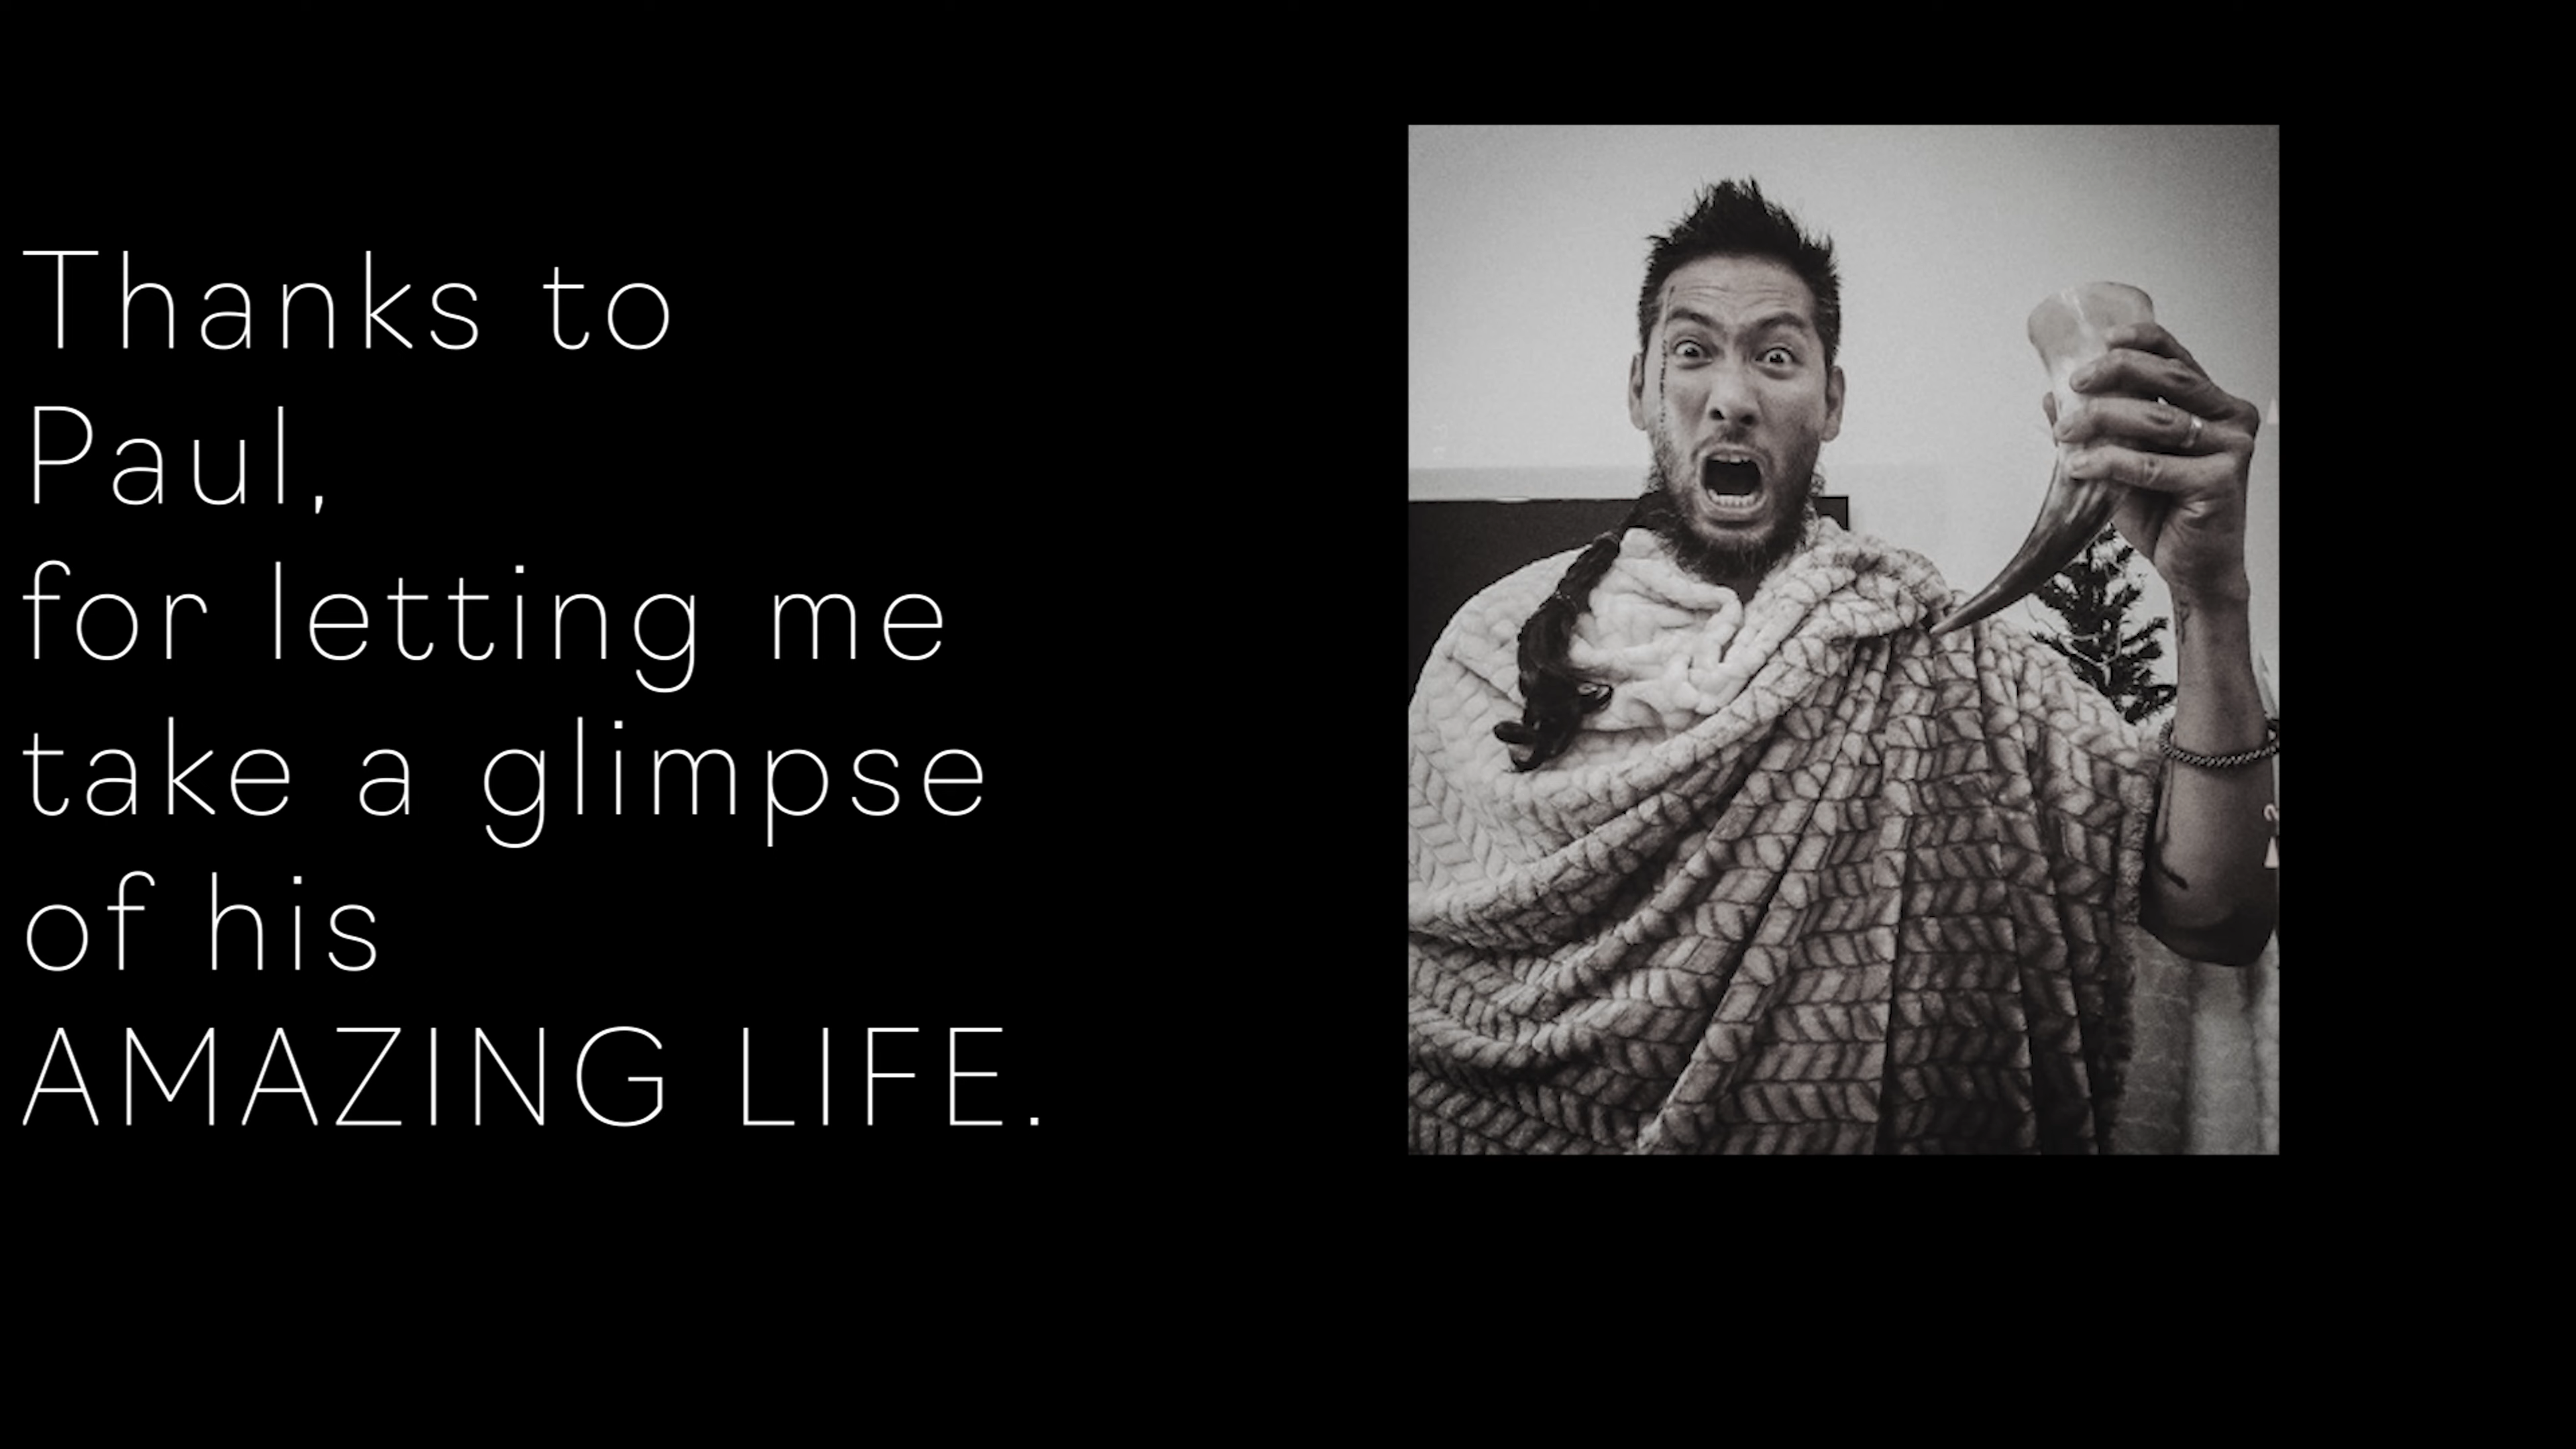 Thanks to
Paul,
for letting me
take a glimpse
of his
AMAZING LIFE.